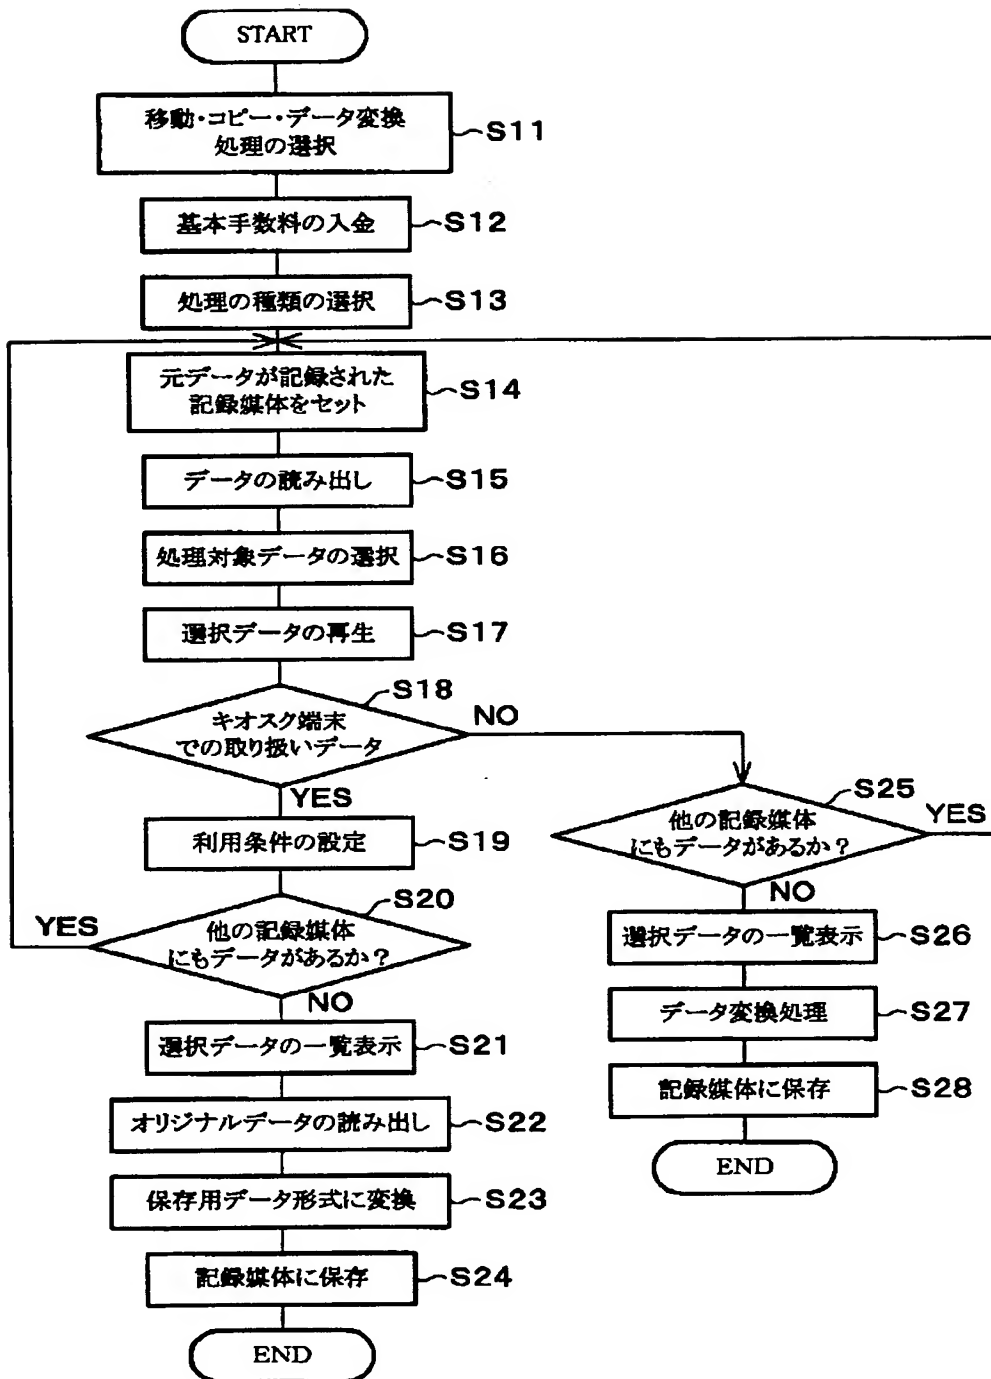 START
移動・コピー・データ変換
処理の選択
S11
基本手数料の入金
S12
処理の種類の選択
S13
元データが記録された
記録媒体をセット
S14
データの読み出し
S15
処理対象データの選択
S16
選択データの再生
S17
S18
キオスク端末
での取り扱いデータ
NO
YES
利用条件の設定
S19
S20
YES
他の記録媒体
にもデータがあるか?
NO
選択データの一覧表示
S21
オリジナルデータの読み出し
S22
保存用データ形式に変換
S23
記録媒体に保存
S24
END
S25
YES
他の記録媒体
にもデータがあるか?
NO
選択データの一覧表示
S26
データ変換処理
S27
記録媒体に保存
S28
END